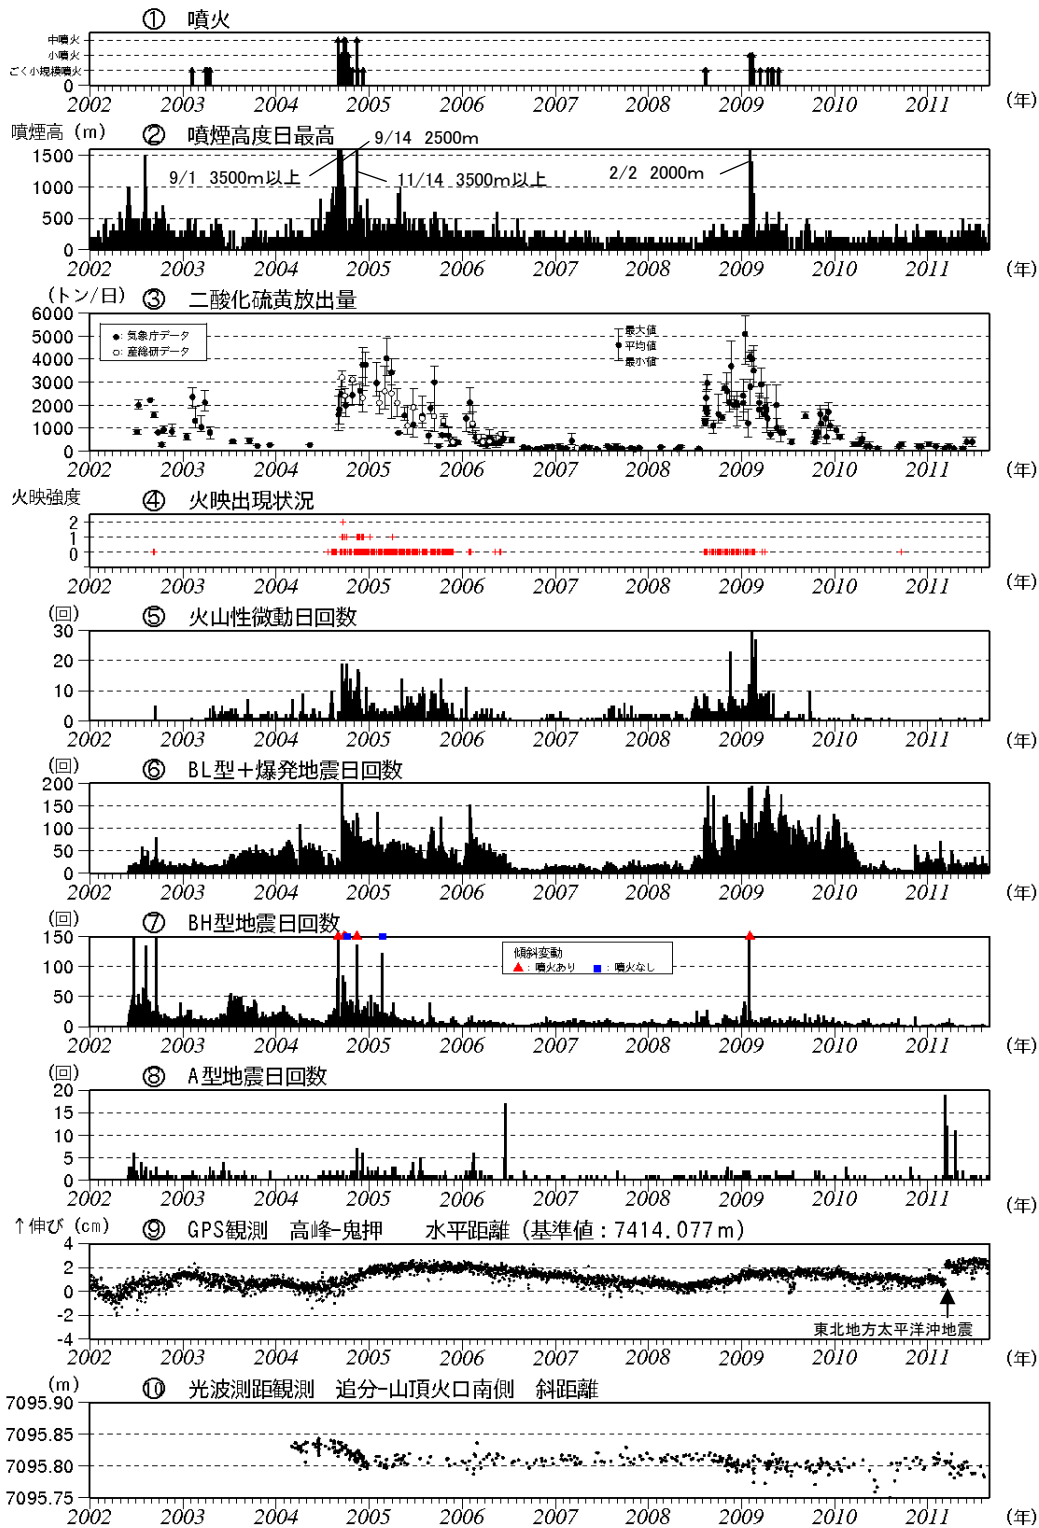 ① 噴火
中噴火
小噴火
ごく小規模噴火
0
2002 2003 2004 2005 2006 2007 2008 2009 2010 2011 (年)
噴煙高 (m) ② 噴煙高度日最高
9/14 2500m
9/1 3500m以上
11/14 3500m以上
2/2 2000m
1500
1000
500
0
2002 2003 2004 2005 2006 2007 2008 2009 2010 2011 (年)
(トン/日) ③ 二酸化硫黄放出量
6000
5000
4000
3000
2000
1000
0
●: 気象庁データ
○: 産総研データ
最大値
平均値
最小値
2002 2003 2004 2005 2006 2007 2008 2009 2010 2011 (年)
火映強度 ④ 火映出現状況
2
1
0
2002 2003 2004 2005 2006 2007 2008 2009 2010 2011 (年)
(回) ⑤ 火山性微動日回数
30
20
10
0
2002 2003 2004 2005 2006 2007 2008 2009 2010 2011 (年)
(回) ⑥ BL型+爆発地震日回数
200
150
100
50
0
2002 2003 2004 2005 2006 2007 2008 2009 2010 2011 (年)
(回) ⑦ BH型地震日回数
150
100
50
0
傾斜変動
▲: 噴火あり ■: 噴火なし
2002 2003 2004 2005 2006 2007 2008 2009 2010 2011 (年)
(回) ⑧ A型地震日回数
20
15
10
5
0
2002 2003 2004 2005 2006 2007 2008 2009 2010 2011 (年)
↑伸び (cm) ⑨ GPS観測 高峰-鬼押 水平距離 (基準値:7414.077m)
4
2
0
-2
-4
東北地方太平洋沖地震
2002 2003 2004 2005 2006 2007 2008 2009 2010 2011 (年)
(m) ⑩ 光波測距観測 追分-山頂火口南側 斜距離
7095.90
7095.85
7095.80
7095.75
2002 2003 2004 2005 2006 2007 2008 2009 2010 2011 (年)